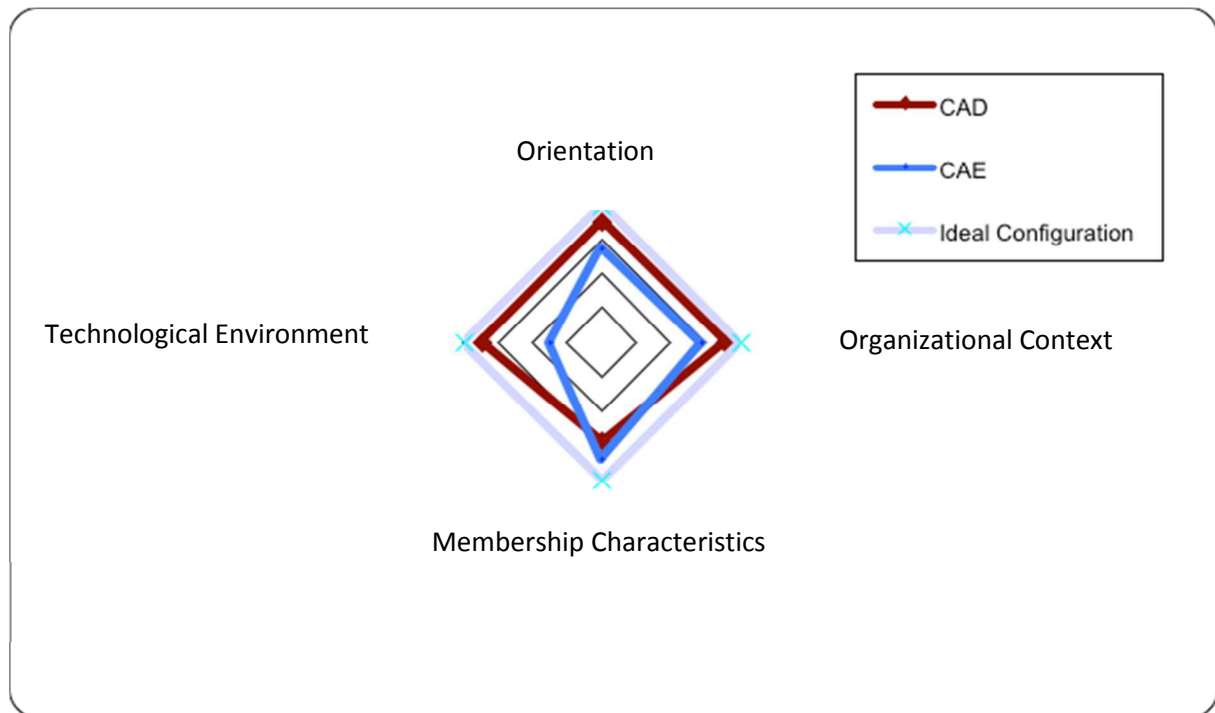 CAD
CAE
Ideal Configuration
Orientation
Technological Environment
Organizational Context
Membership Characteristics